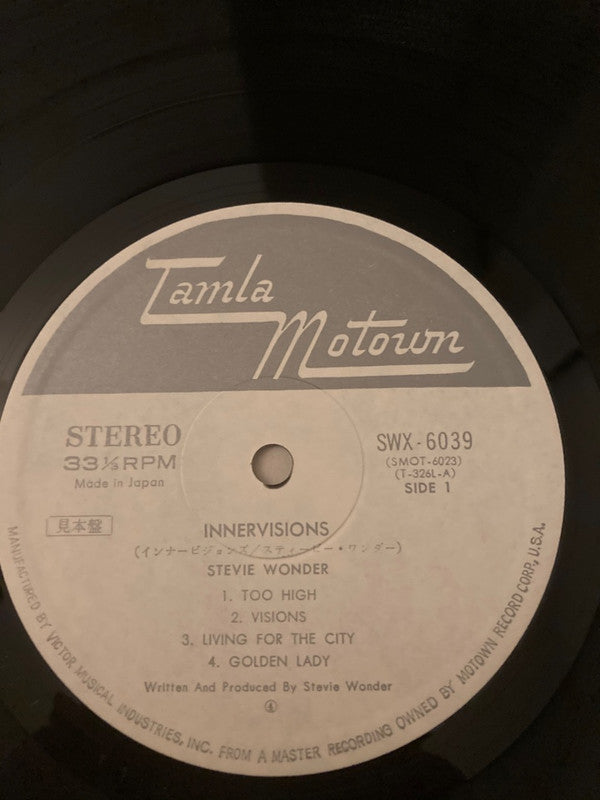 Tamla
Motown
STEREO
33⅓RPM
Made in Japan
SWX-6039
(SMOT-6023)
(T-326L-A)
SIDE 1
見本盤
INNERVISIONS
(インナービジョンズ/スティービー・ワンダー)
STEVIE WONDER
1. TOO HIGH
2. VISIONS
3. LIVING FOR THE CITY
4. GOLDEN LADY
Written And Produced By Stevie Wonder
④
MANUFACTURED BY VICTOR MUSICAL INDUSTRIES, INC. FROM A MASTER RECORDING OWNED BY MOTOWN RECORD CORP., U.S.A.